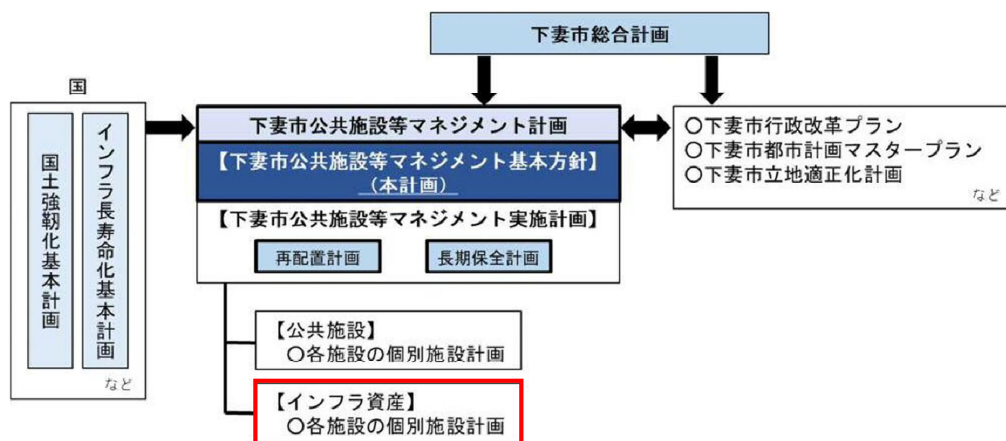 下妻市総合計画
国
国土強靭化基本計画
インフラ長寿命化基本計画
など
下妻市公共施設等マネジメント計画
【下妻市公共施設等マネジメント基本方針】
（本計画）
【下妻市公共施設等マネジメント実施計画】
再配置計画
長期保全計画
〇下妻市行政改革プラン
〇下妻市都市計画マスタープラン
〇下妻市立地適正化計画
など
【公共施設】
〇各施設の個別施設計画
【インフラ資産】
〇各施設の個別施設計画